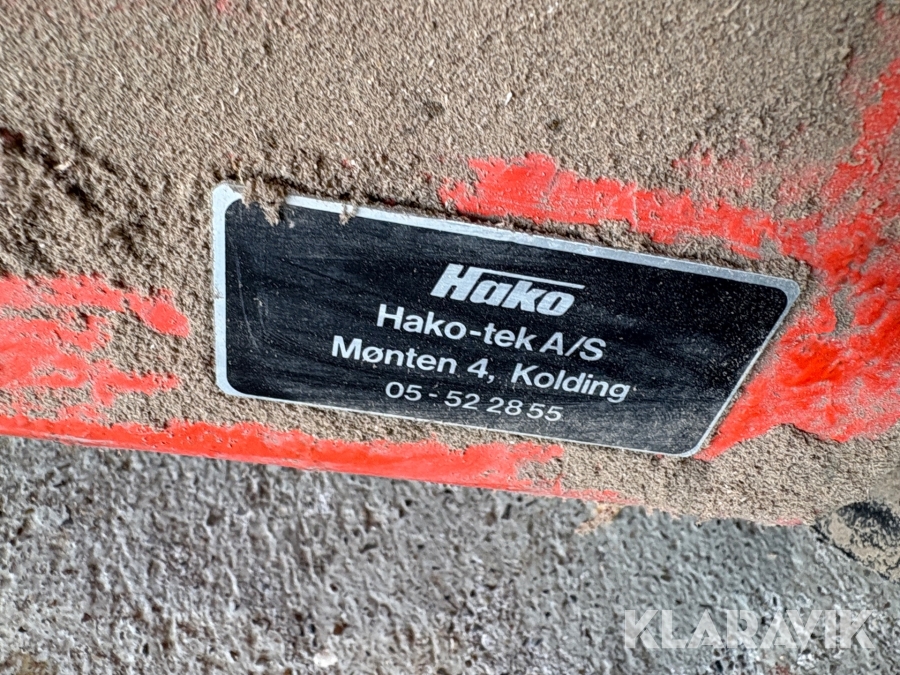 Hako
Hako-tek A/S
Mønten 4, Kolding
05-52 28 55
KLARAVIK